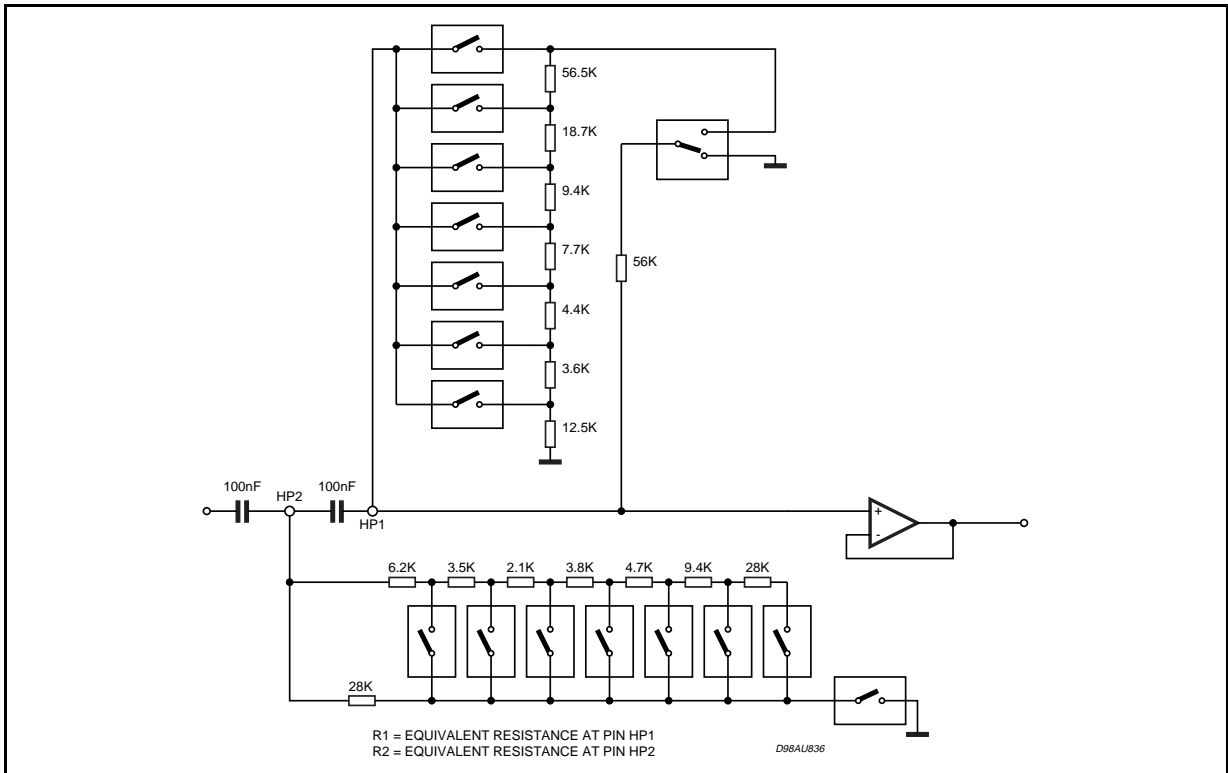 56.5K
18.7K
9.4K
7.7K
56K
4.4K
3.6K
12.5K
100nF
HP2
100nF
HP1
+
-
6.2K
3.5K
2.1K
3.8K
4.7K
9.4K
28K
28K
R1 = EQUIVALENT RESISTANCE AT PIN HP1
R2 = EQUIVALENT RESISTANCE AT PIN HP2
D98AU836